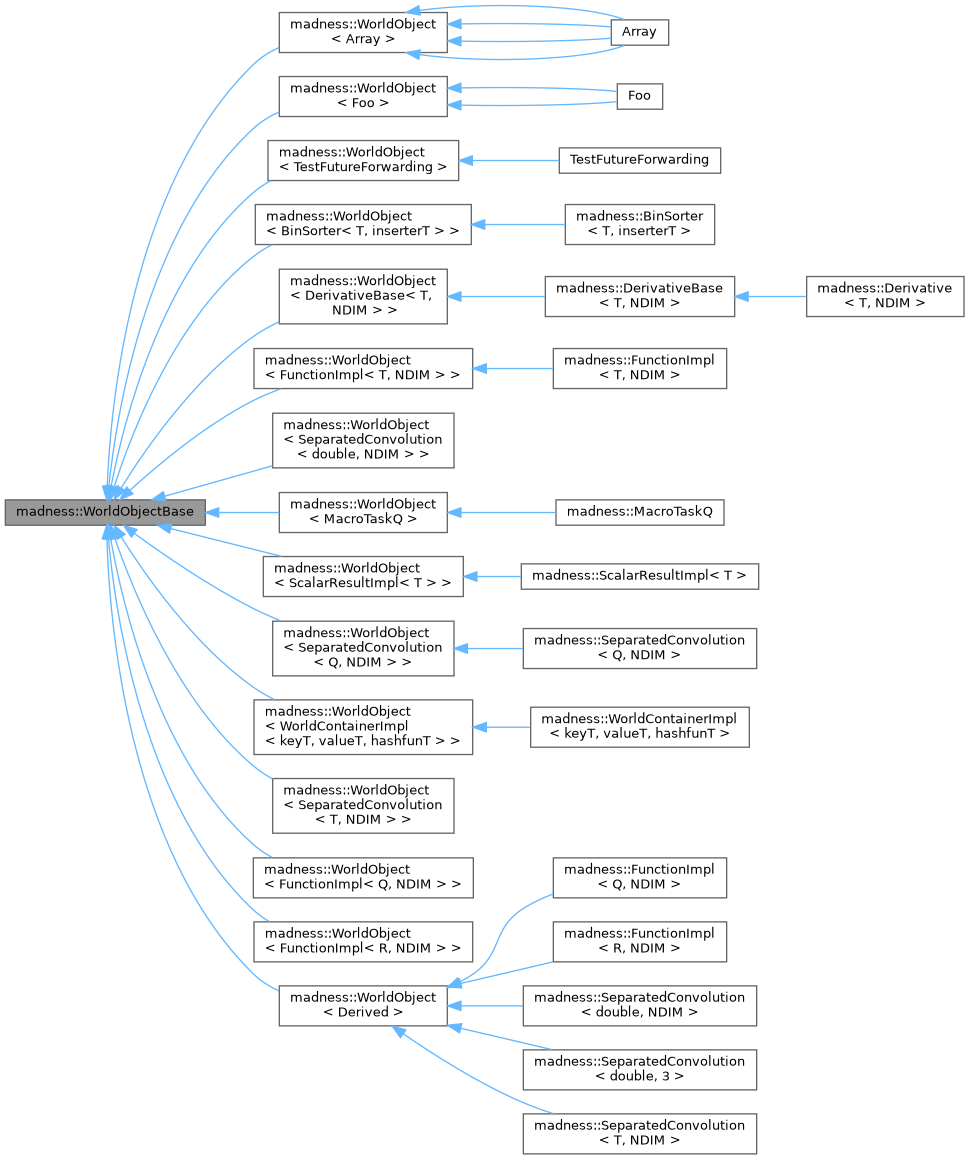 madness::WorldObject
< Array >
Array
madness::WorldObject
< Foo >
Foo
madness::WorldObject
< TestFutureForwarding >
TestFutureForwarding
madness::WorldObject
< BinSorter< T, inserterT > >
madness::BinSorter
< T, inserterT >
madness::WorldObject
< DerivativeBase< T,
NDIM > >
madness::DerivativeBase
< T, NDIM >
madness::Derivative
< T, NDIM >
madness::WorldObject
< FunctionImpl< T, NDIM > >
madness::FunctionImpl
< T, NDIM >
madness::WorldObject
< SeparatedConvolution
< double, NDIM > >
madness::WorldObjectBase
madness::WorldObject
< MacroTaskQ >
madness::MacroTaskQ
madness::WorldObject
< ScalarResultImpl< T > >
madness::ScalarResultImpl< T >
madness::WorldObject
< SeparatedConvolution
< Q, NDIM > >
madness::SeparatedConvolution
< Q, NDIM >
madness::WorldObject
< WorldContainerImpl
< keyT, valueT, hashfunT > >
madness::WorldContainerImpl
< keyT, valueT, hashfunT >
madness::WorldObject
< SeparatedConvolution
< T, NDIM > >
madness::WorldObject
< FunctionImpl< Q, NDIM > >
madness::FunctionImpl
< Q, NDIM >
madness::WorldObject
< FunctionImpl< R, NDIM > >
madness::FunctionImpl
< R, NDIM >
madness::WorldObject
< Derived >
madness::SeparatedConvolution
< double, NDIM >
madness::SeparatedConvolution
< double, 3 >
madness::SeparatedConvolution
< T, NDIM >